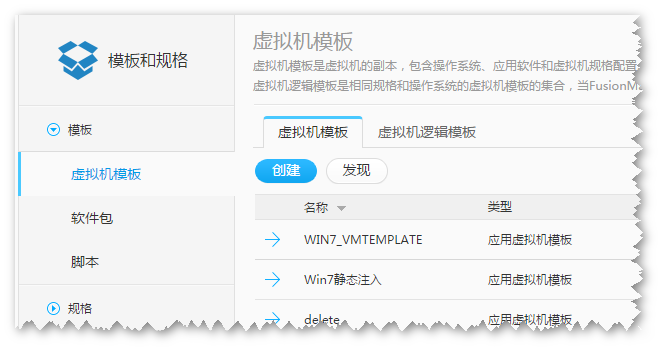 模板和规格
模板
虚拟机模板
软件包
脚本
规格
虚拟机模板
虚拟机模板是虚拟机的副本，包含操作系统、应用软件和虚拟机规格配置
虚拟机逻辑模板是相同规格和操作系统的虚拟机模板的集合，当FusionMa
虚拟机模板 虚拟机逻辑模板
创建 发现
名称 类型
WIN7_VMTEMPLATE 应用虚拟机模板
Win7静态注入 应用虚拟机模板
delete 应用虚拟机模板